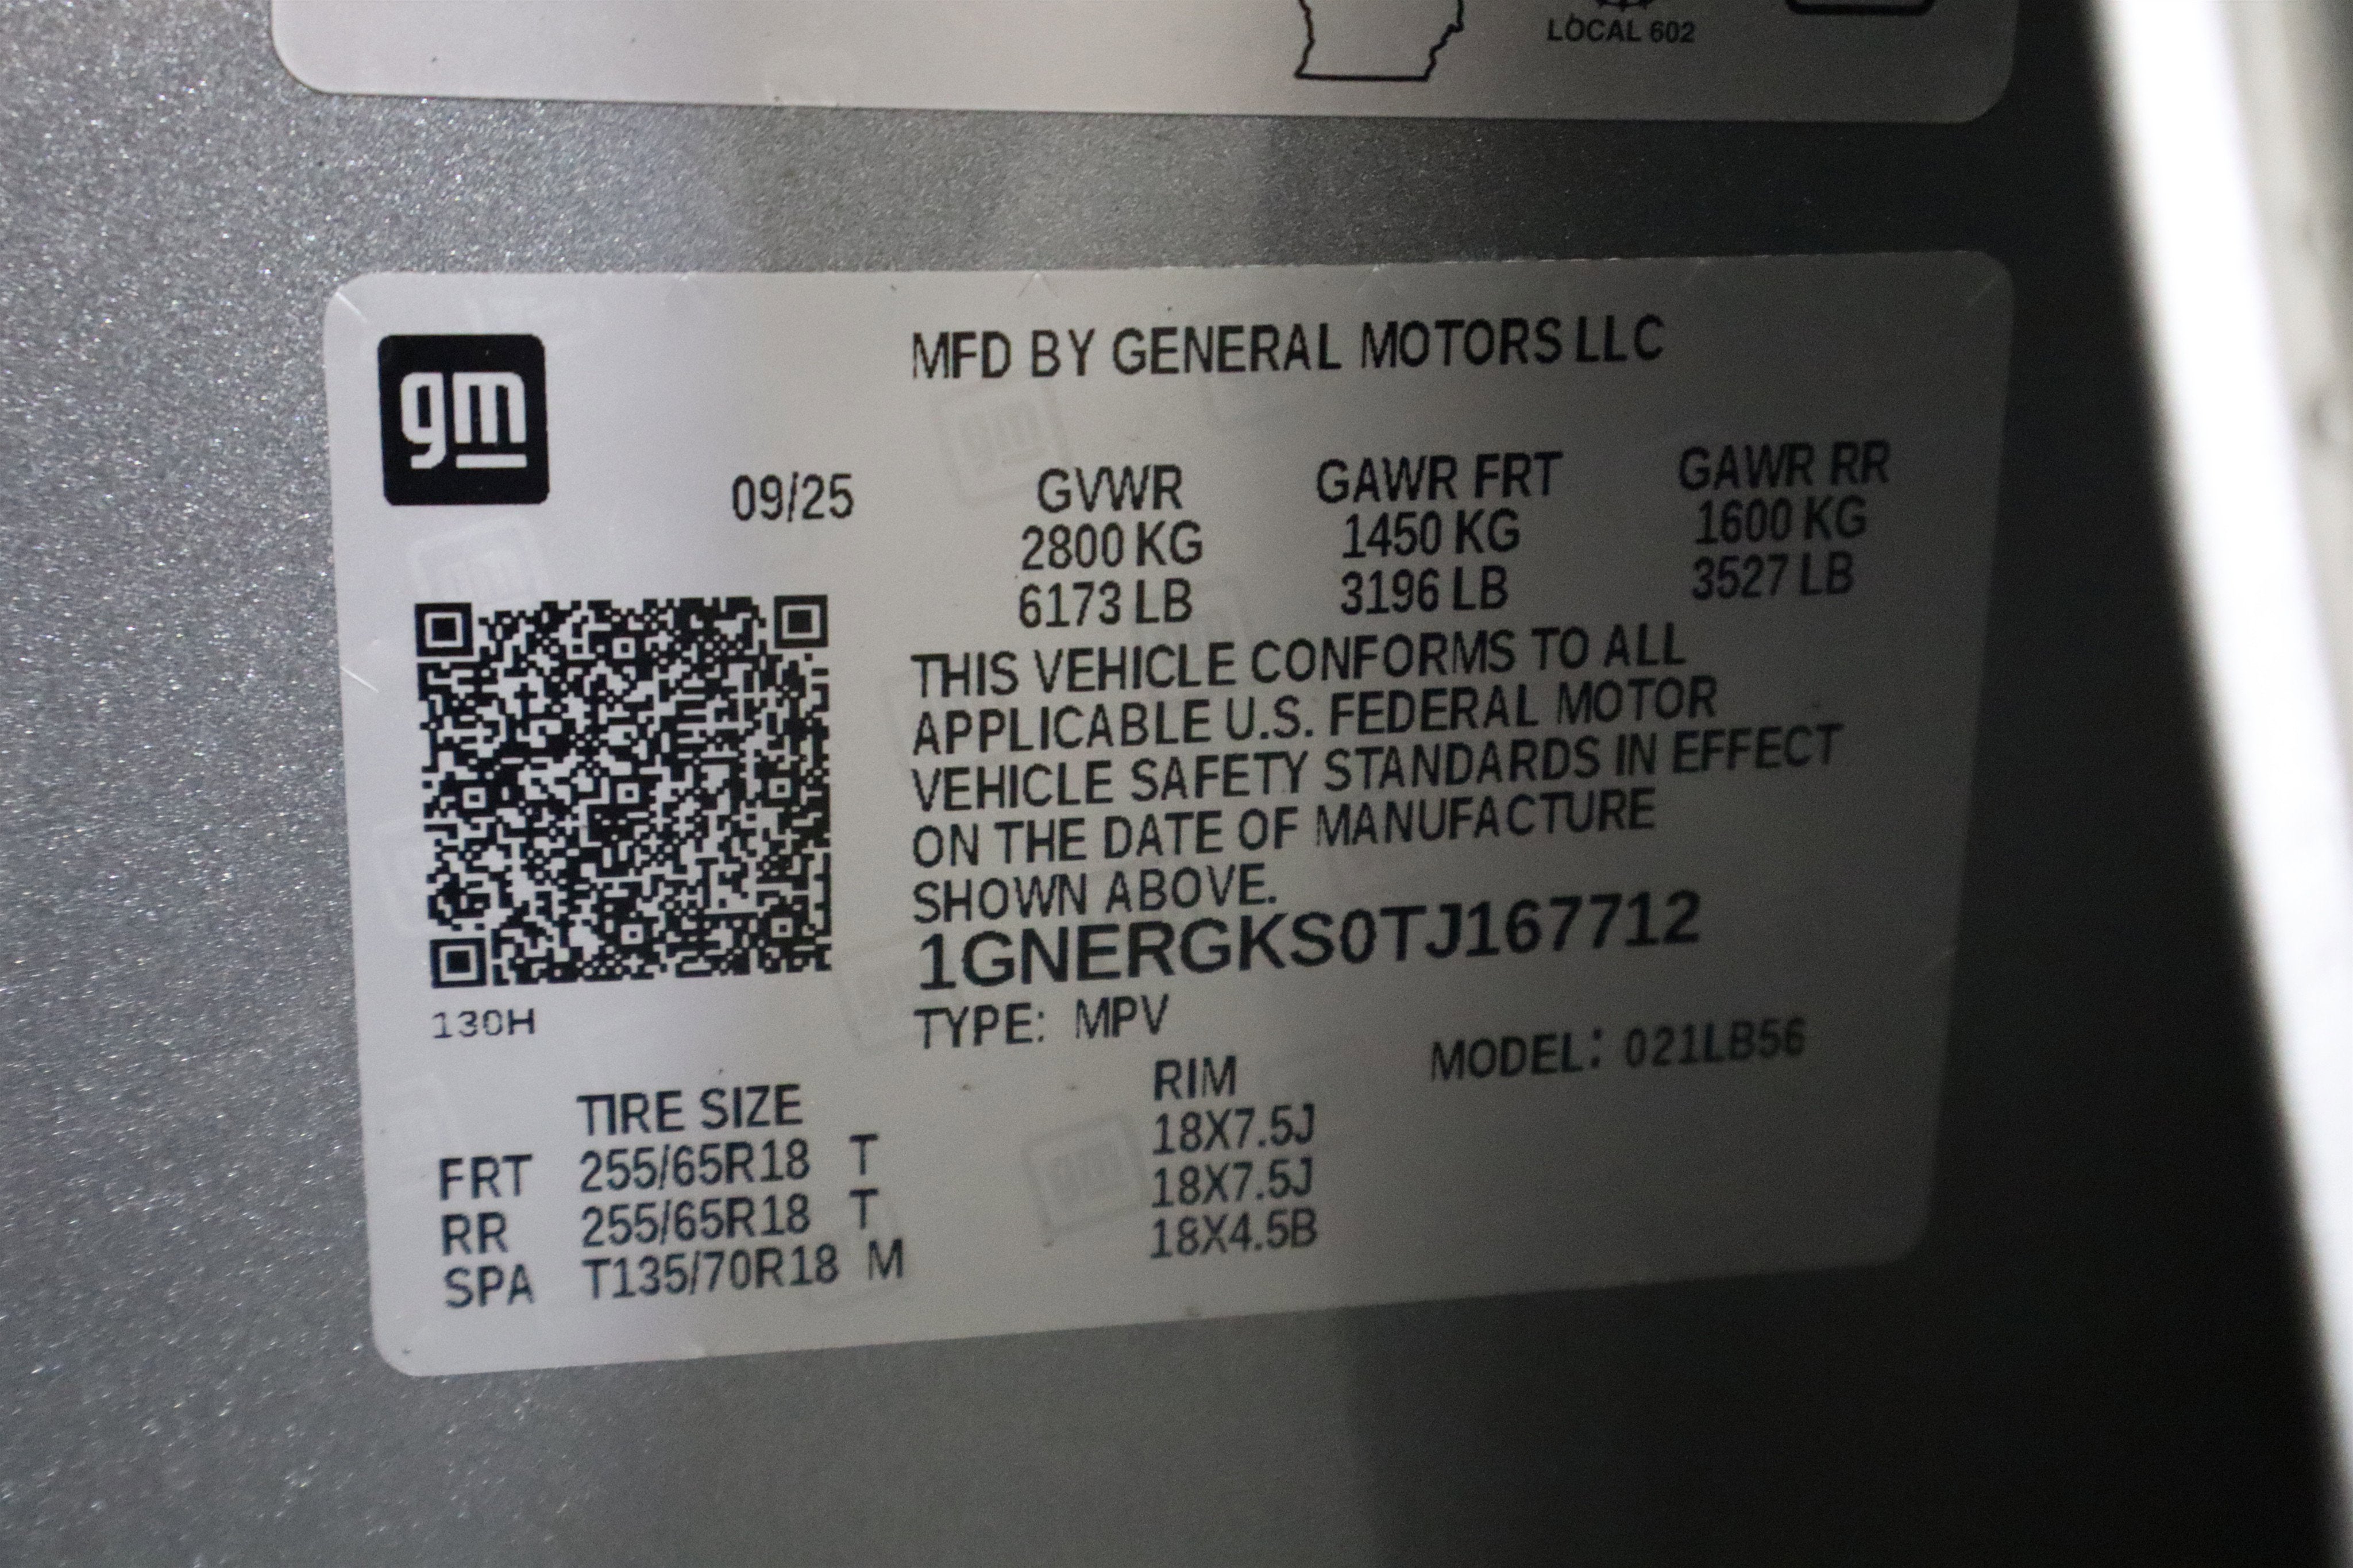 LOCAL 602
gm
MFD BY GENERAL MOTORS LLC
09/25
GVWR GAWR FRT GAWR RR
2800 KG 1450 KG 1600 KG
6173 LB 3196 LB 3527 LB
THIS VEHICLE CONFORMS TO ALL
APPLICABLE U.S. FEDERAL MOTOR
VEHICLE SAFETY STANDARDS IN EFFECT
ON THE DATE OF MANUFACTURE
SHOWN ABOVE.
1GNERGKS0TJ167712
130H
TYPE: MPV MODEL: 021LB56
TIRE SIZE RIM
FRT 255/65R18 T 18X7.5J
RR 255/65R18 T 18X7.5J
SPA T135/70R18 M 18X4.5B